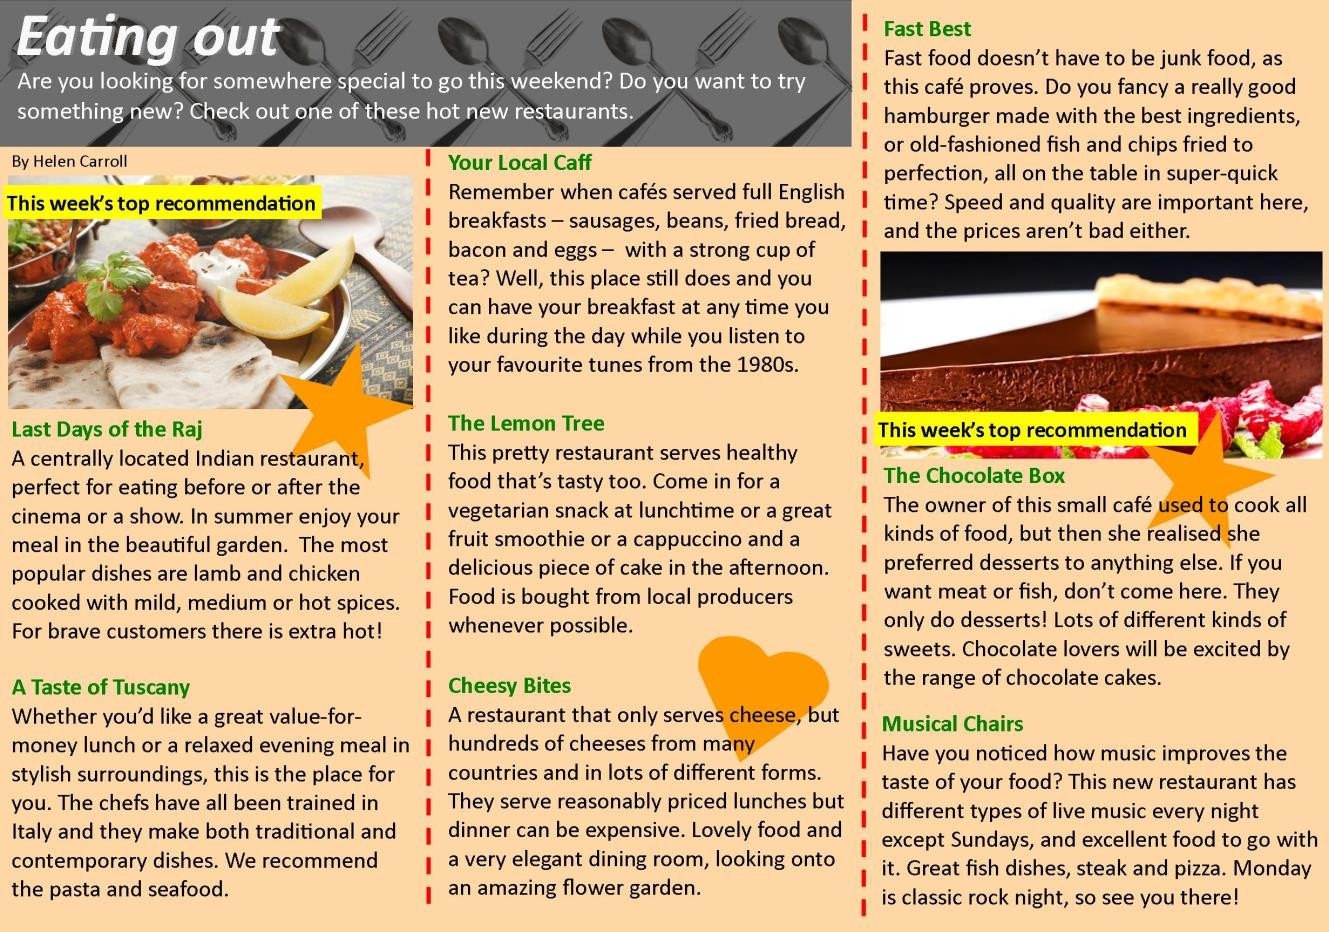 Eating out
Are you looking for somewhere special to go this weekend? Do you want to try
something new? Check out one of these hot new restaurants.
By Helen Carroll
This week’s top recommendation
Last Days of the Raj
A centrally located Indian restaurant,
perfect for eating before or after the
cinema or a show. In summer enjoy your
meal in the beautiful garden.  The most
popular dishes are lamb and chicken
cooked with mild, medium or hot spices.
For brave customers there is extra hot!
A Taste of Tuscany
Whether you’d like a great value-for-
money lunch or a relaxed evening meal in
stylish surroundings, this is the place for
you. The chefs have all been trained in
Italy and they make both traditional and
contemporary dishes. We recommend
the pasta and seafood.
Your Local Caff
Remember when cafés served full English
breakfasts – sausages, beans, fried bread,
bacon and eggs –  with a strong cup of
tea? Well, this place still does and you
can have your breakfast at any time you
like during the day while you listen to
your favourite tunes from the 1980s.
The Lemon Tree
This pretty restaurant serves healthy
food that’s tasty too. Come in for a
vegetarian snack at lunchtime or a great
fruit smoothie or a cappuccino and a
delicious piece of cake in the afternoon.
Food is bought from local producers
whenever possible.
Cheesy Bites
A restaurant that only serves cheese, but
hundreds of cheeses from many
countries and in lots of different forms.
They serve reasonably priced lunches but
dinner can be expensive. Lovely food and
a very elegant dining room, looking onto
an amazing flower garden.
Fast Best
Fast food doesn’t have to be junk food, as
this café proves. Do you fancy a really good
hamburger made with the best ingredients,
or old-fashioned fish and chips fried to
perfection, all on the table in super-quick
time? Speed and quality are important here,
and the prices aren’t bad either.
This week’s top recommendation
The Chocolate Box
The owner of this small café used to cook all
kinds of food, but then she realised she
preferred desserts to anything else. If you
want meat or fish, don’t come here. They
only do desserts! Lots of different kinds of
sweets. Chocolate lovers will be excited by
the range of chocolate cakes.
Musical Chairs
Have you noticed how music improves the
taste of your food? This new restaurant has
different types of live music every night
except Sundays, and excellent food to go with
it. Great fish dishes, steak and pizza. Monday
is classic rock night, so see you there!